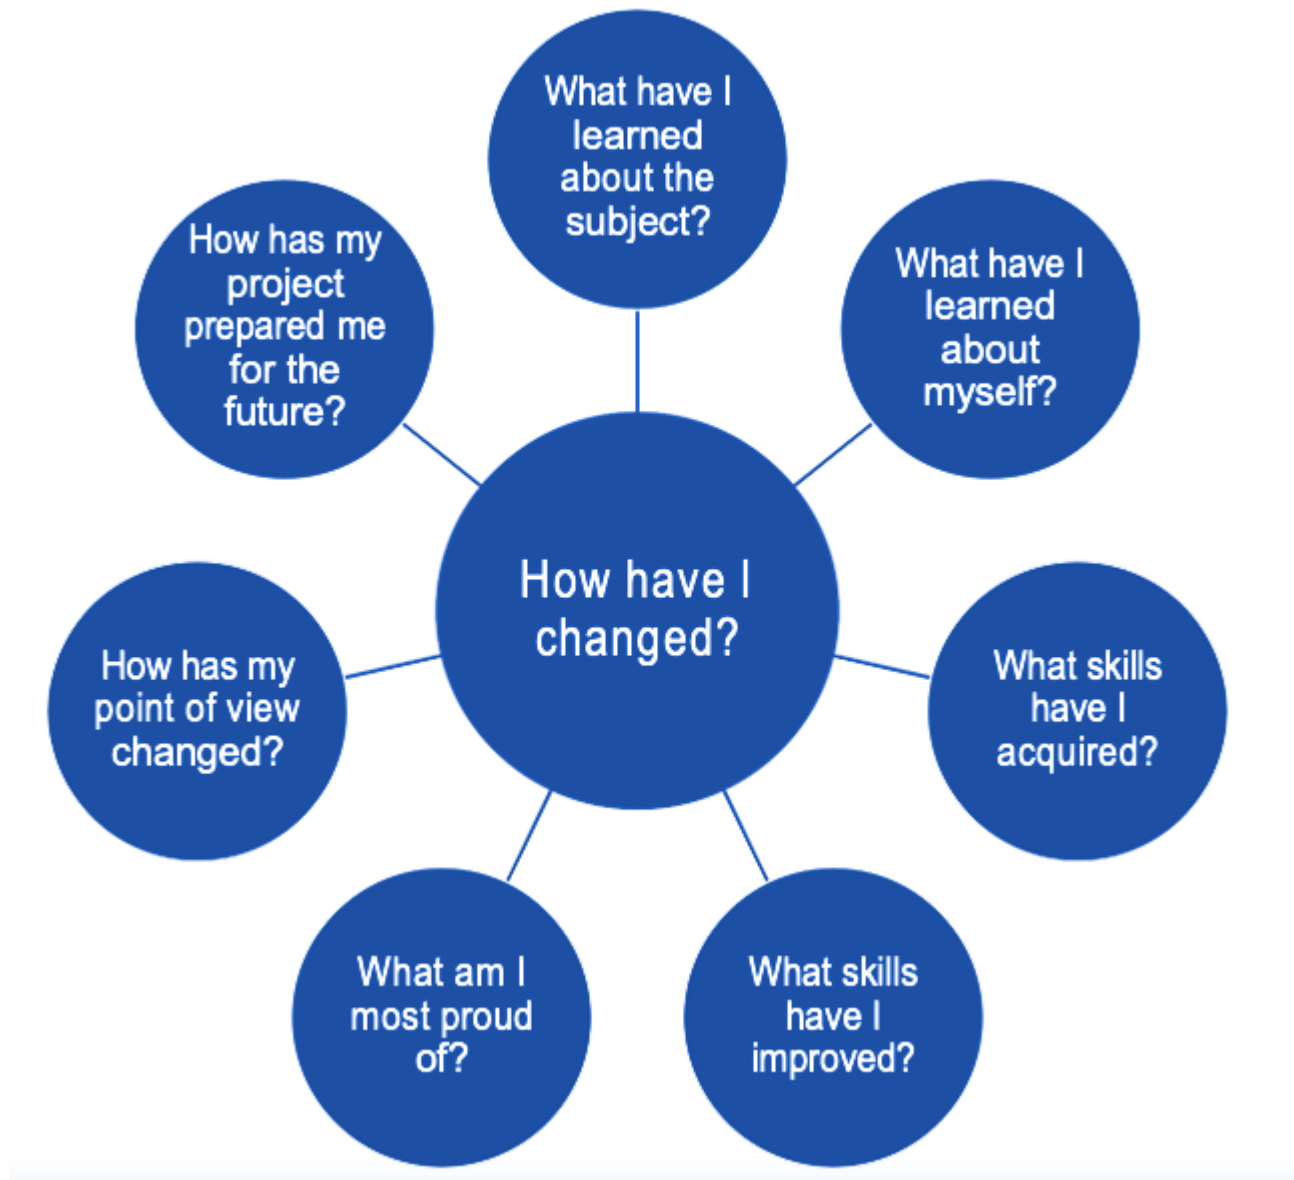 What have I
learned
about the
subject?
What have I
learned
about
myself?
What skills
have I
acquired?
What skills
have I
improved?
What am I
most proud
of?
How has my
point of view
changed?
How has my
project
prepared me
for the
future?
How have I
changed?